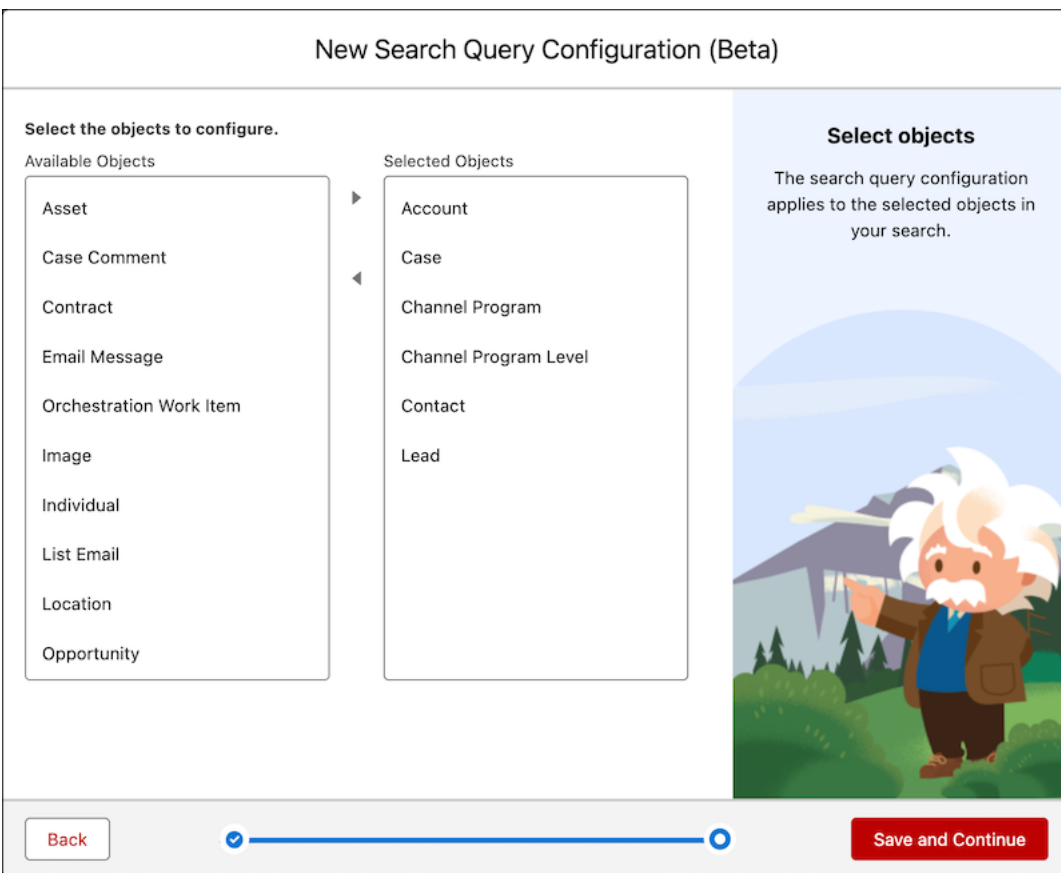 New Search Query Configuration (Beta)
Select the objects to configure.
Available Objects
Asset
Case Comment
Contract
Email Message
Orchestration Work Item
Image
Individual
List Email
Location
Opportunity
Selected Objects
Account
Case
Channel Program
Channel Program Level
Contact
Lead
Select objects
The search query configuration
applies to the selected objects in
your search.
Back
Save and Continue